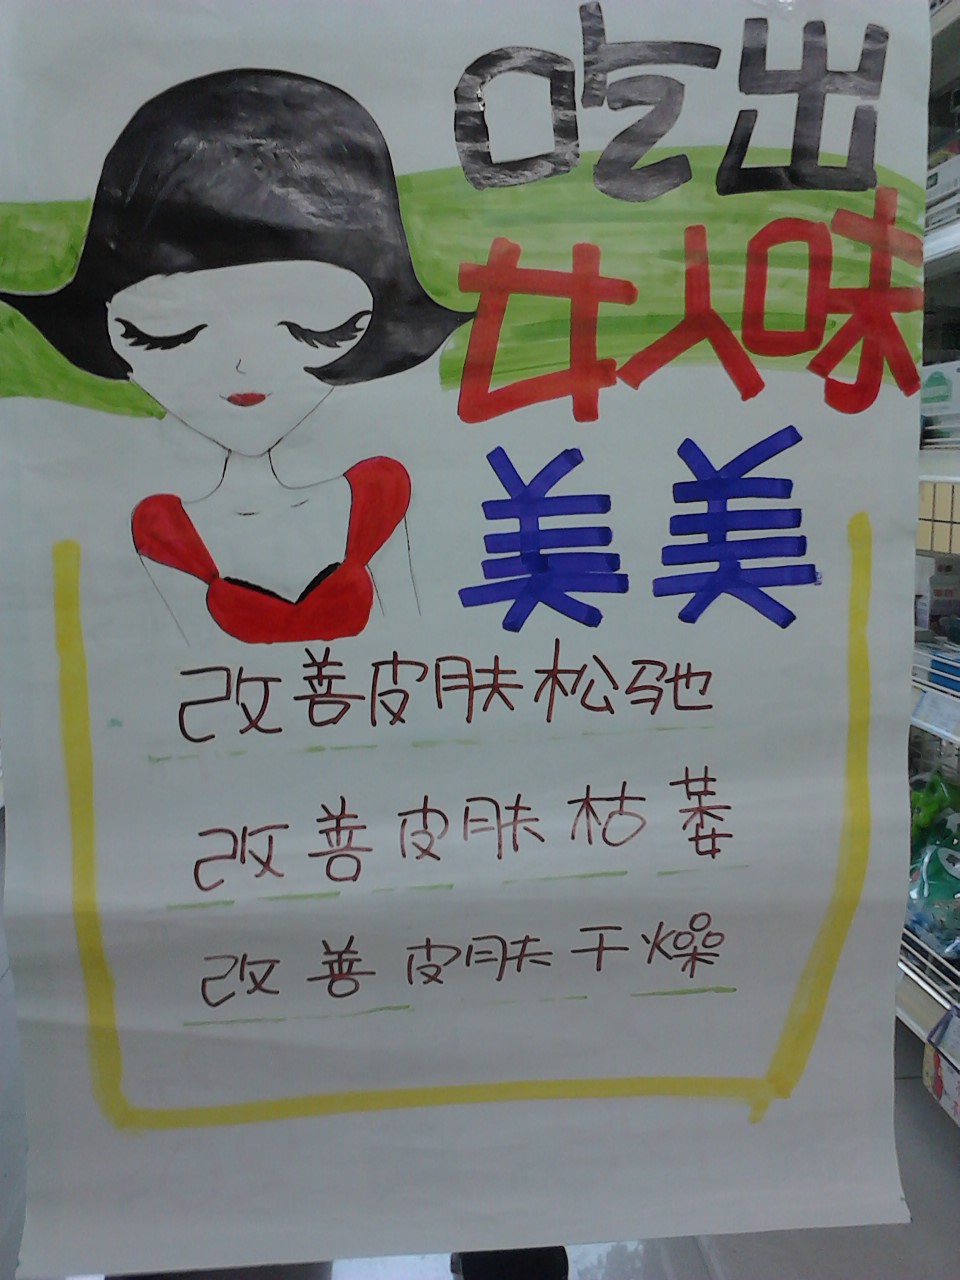 吃出
女人味
美美
改善皮肤松驰
改善皮肤枯萎
改善皮肤干燥